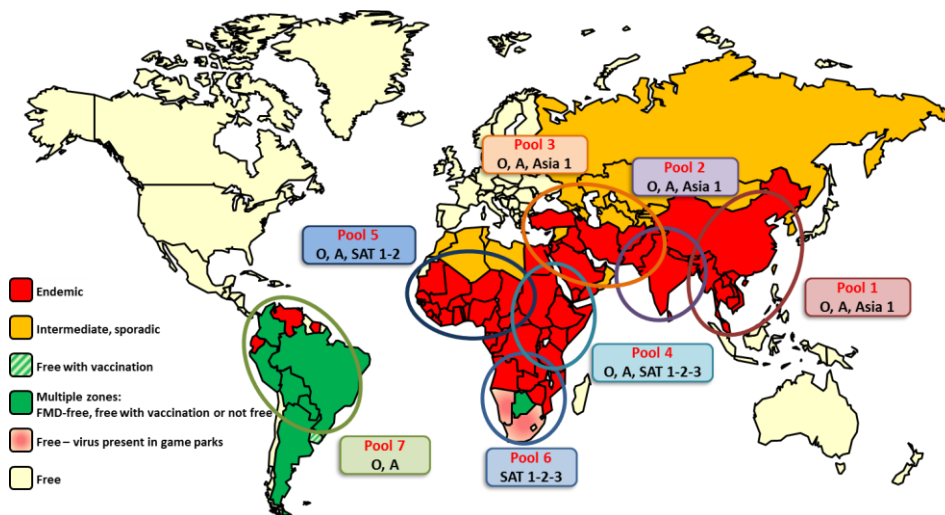 Pool 3
O, A, Asia 1
Pool 2
O, A, Asia 1
Pool 5
O, A, SAT 1-2
Endemic
Pool 1
O, A, Asia 1
Intermediate, sporadic
Pool 4
O, A, SAT 1-2-3
Free with vaccination
Multiple zones:
FMD-free, free with vaccination or not free
Free – virus present in game parks
Pool 7
O, A
Pool 6
SAT 1-2-3
Free